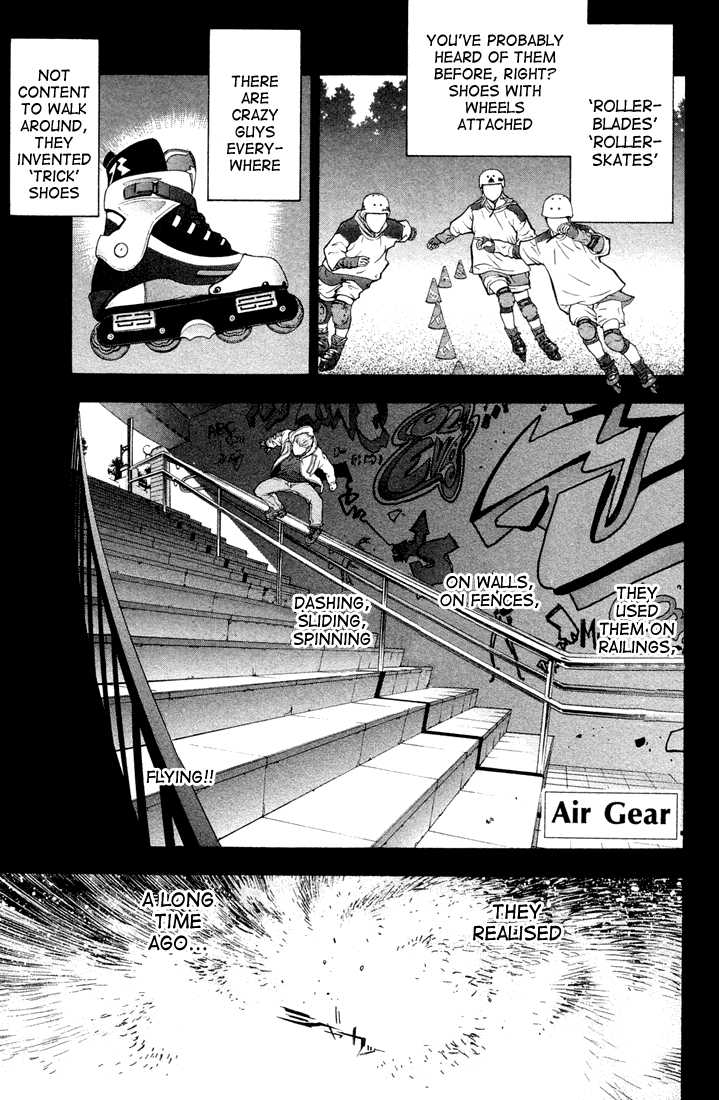 'ROLLER-
BLADES'
'ROLLER-
SKATES'
YOU'VE PROBABLY
HEARD OF THEM
BEFORE, RIGHT?
SHOES WITH
WHEELS
ATTACHED
THERE
ARE
CRAZY
GUYS
EVERY-
WHERE
NOT
CONTENT
TO WALK
AROUND,
THEY
INVENTED
'TRICK'
SHOES
THEY
USED
THEM ON
RAILINGS,
ON WALLS,
ON FENCES,
DASHING,
SLIDING,
SPINNING
FLYING!!
Air Gear
THEY
REALISED
A LONG
TIME
AGO...